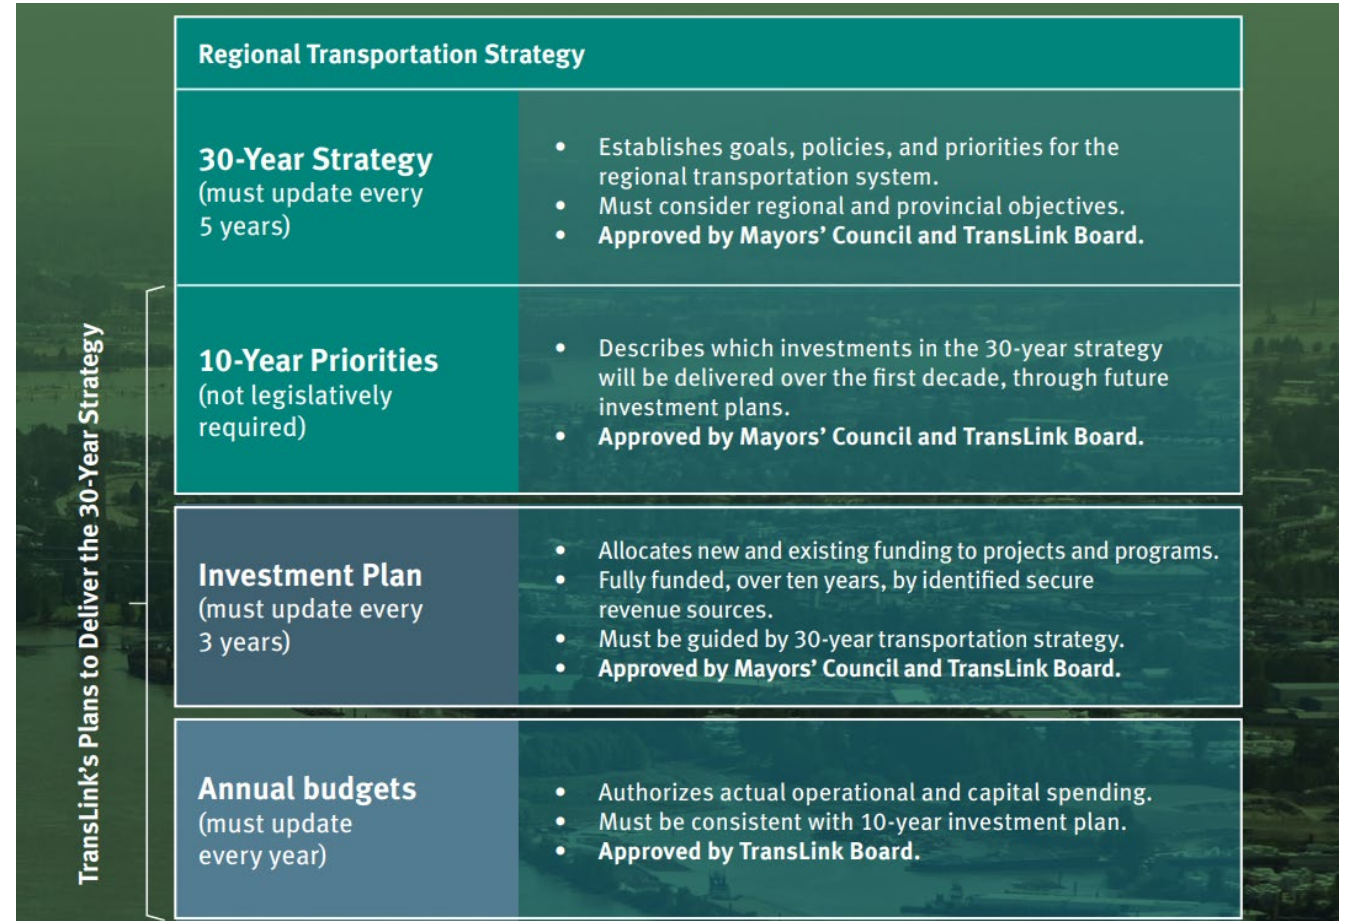 Regional Transportation Strategy
30-Year Strategy
(must update every
5 years)
• Establishes goals, policies, and priorities for the
regional transportation system.
• Must consider regional and provincial objectives.
• Approved by Mayors’ Council and TransLink Board.
TransLink’s Plans to Deliver the 30-Year Strategy
10-Year Priorities
(not legislatively
required)
• Describes which investments in the 30-year strategy
will be delivered over the first decade, through future
investment plans.
• Approved by Mayors’ Council and TransLink Board.
Investment Plan
(must update every
3 years)
• Allocates new and existing funding to projects and programs.
• Fully funded, over ten years, by identified secure
revenue sources.
• Must be guided by 30-year transportation strategy.
• Approved by Mayors’ Council and TransLink Board.
Annual budgets
(must update
every year)
• Authorizes actual operational and capital spending.
• Must be consistent with 10-year investment plan.
• Approved by TransLink Board.